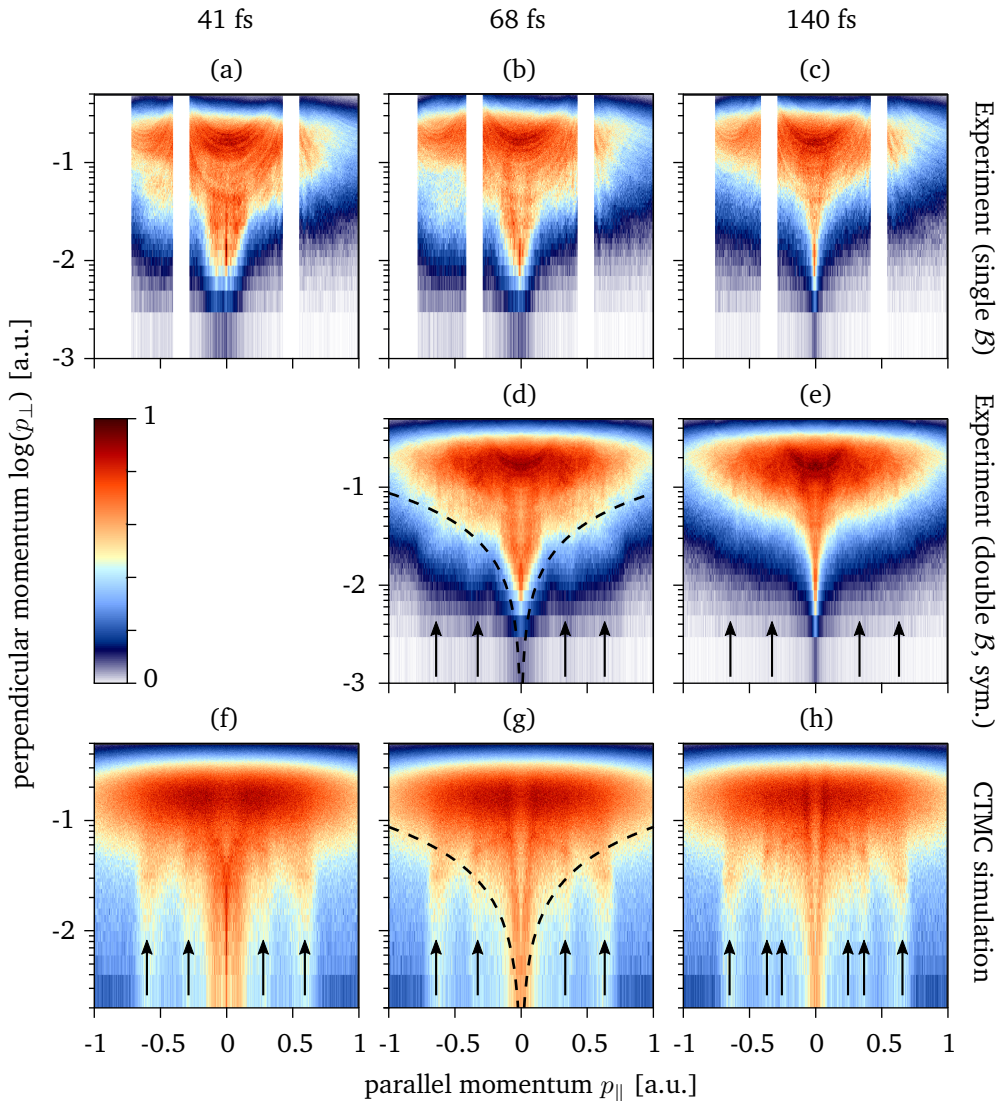 41 fs 68 fs 140 fs
(a) (b) (c)
-1
-2
-3
Experiment (single ℬ)
(d) (e)
1
0
-1
-2
-3
Experiment (double ℬ, sym.)
perpendicular momentum log(p⊥) [a.u.]
(f) (g) (h)
-1
-2
CTMC simulation
-1 -0.5 0 0.5 1 -0.5 0 0.5 1 -0.5 0 0.5 1
parallel momentum p∥ [a.u.]